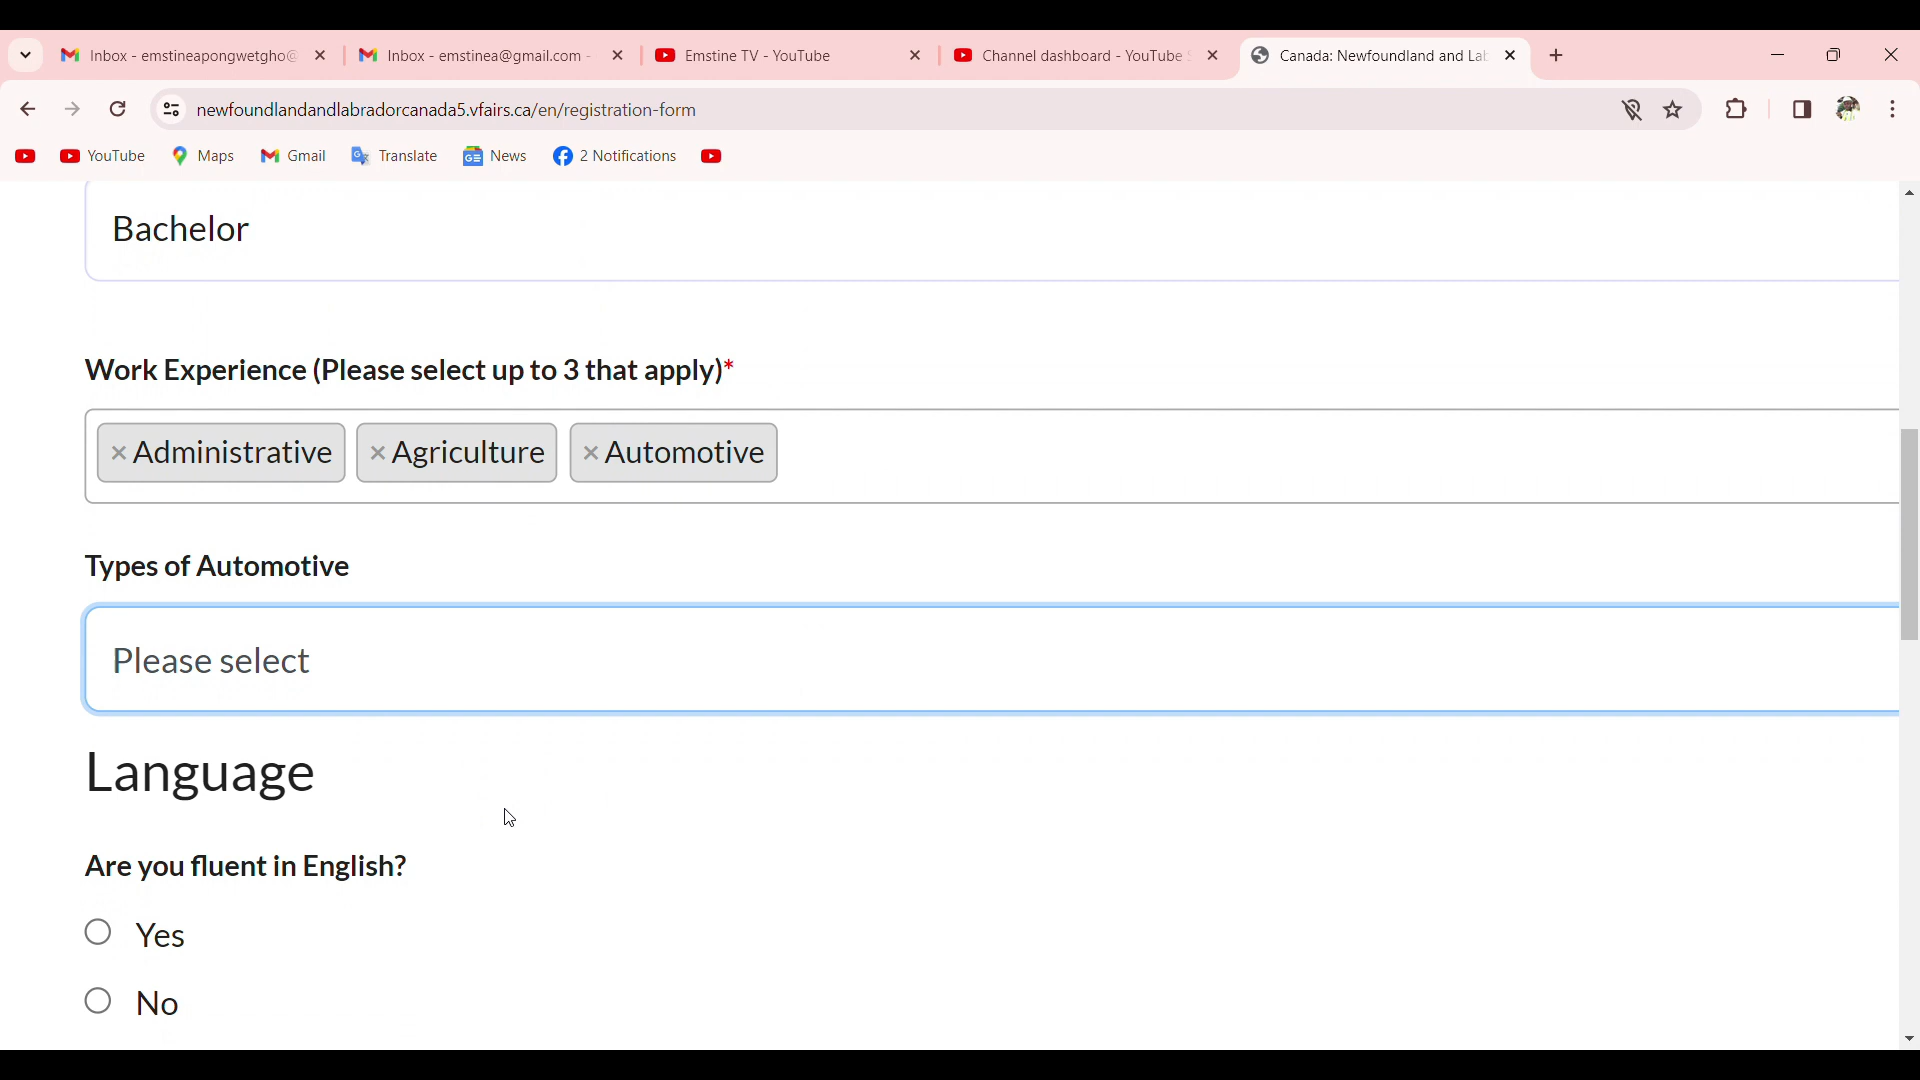 Inbox - emstineapongwetgho@
Inbox - emstinea@gmail.com -
Emstine TV - YouTube
Channel dashboard - YouTube S
Canada: Newfoundland and Lab
newfoundlandandlabradorcanada5.vfairs.ca/en/registration-form
YouTube
Maps
Gmail
Translate
News
2 Notifications
Bachelor
Work Experience (Please select up to 3 that apply)*
× Administrative × Agriculture × Automotive
Types of Automotive
Please select
Language
Are you fluent in English?
Yes
No